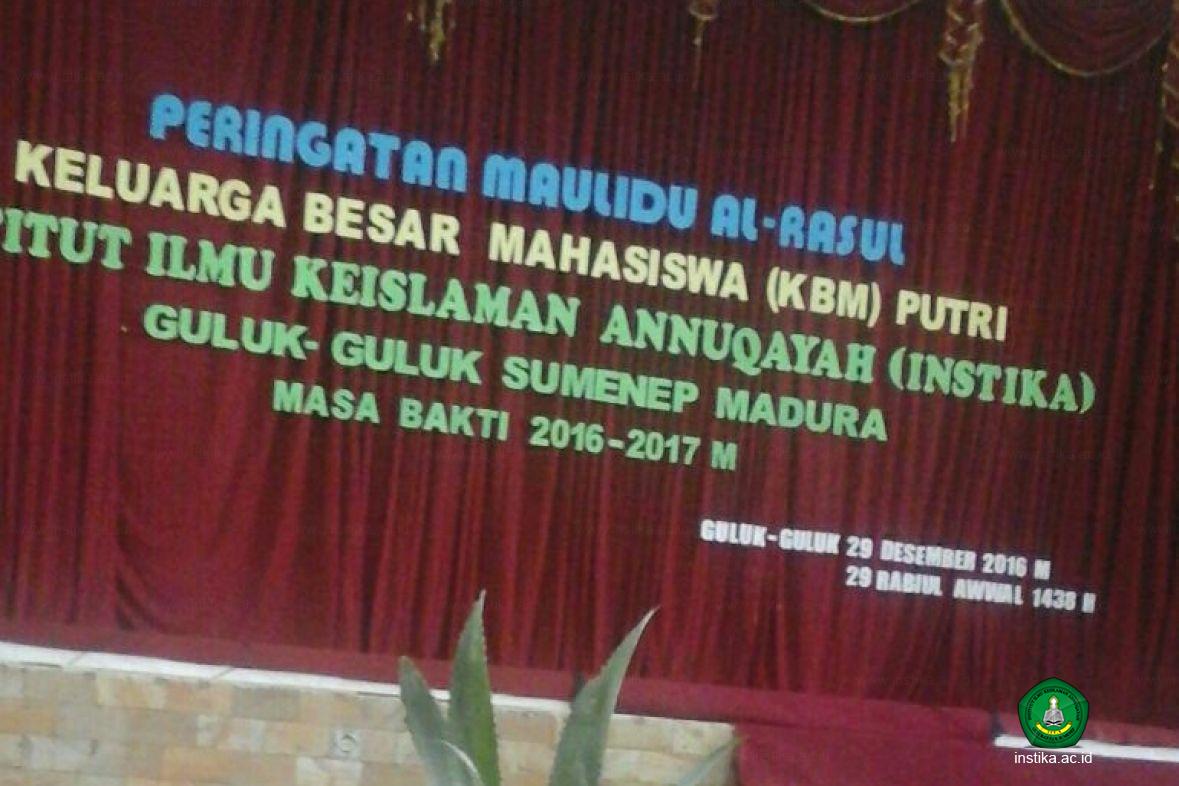 PERINGATAN MAULIDU AL-RASUL
KELUARGA BESAR MAHASISWA (KBM) PUTRI
TITUT ILMU KEISLAMAN ANNUQAYAH (INSTIKA)
GULUK-GULUK SUMENEP MADURA
MASA BAKTI 2016-2017 M
GULUK-GULUK 29 DESEMBER 2016 M
29 RABIUL AWWAL 1438 H
instika.ac.id